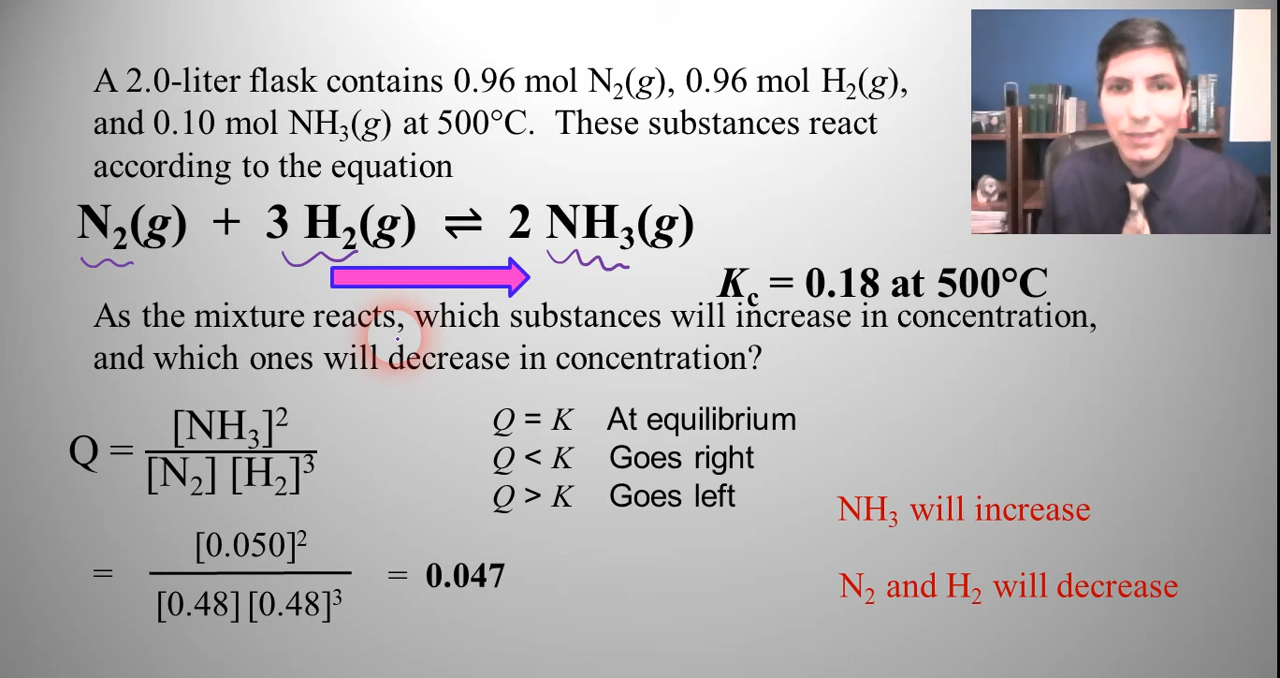 A 2.0-liter flask contains 0.96 mol N₂(g), 0.96 mol H₂(g),
and 0.10 mol NH₃(g) at 500°C. These substances react
according to the equation
N₂(g) + 3 H₂(g) ⇌ 2 NH₃(g)
K꜀ = 0.18 at 500°C
As the mixture reacts, which substances will increase in concentration,
and which ones will decrease in concentration?
Q = [NH₃]² / [N₂] [H₂]³
= [0.050]² / [0.48] [0.48]³ = 0.047
Q = K At equilibrium
Q < K Goes right
Q > K Goes left
NH₃ will increase
N₂ and H₂ will decrease